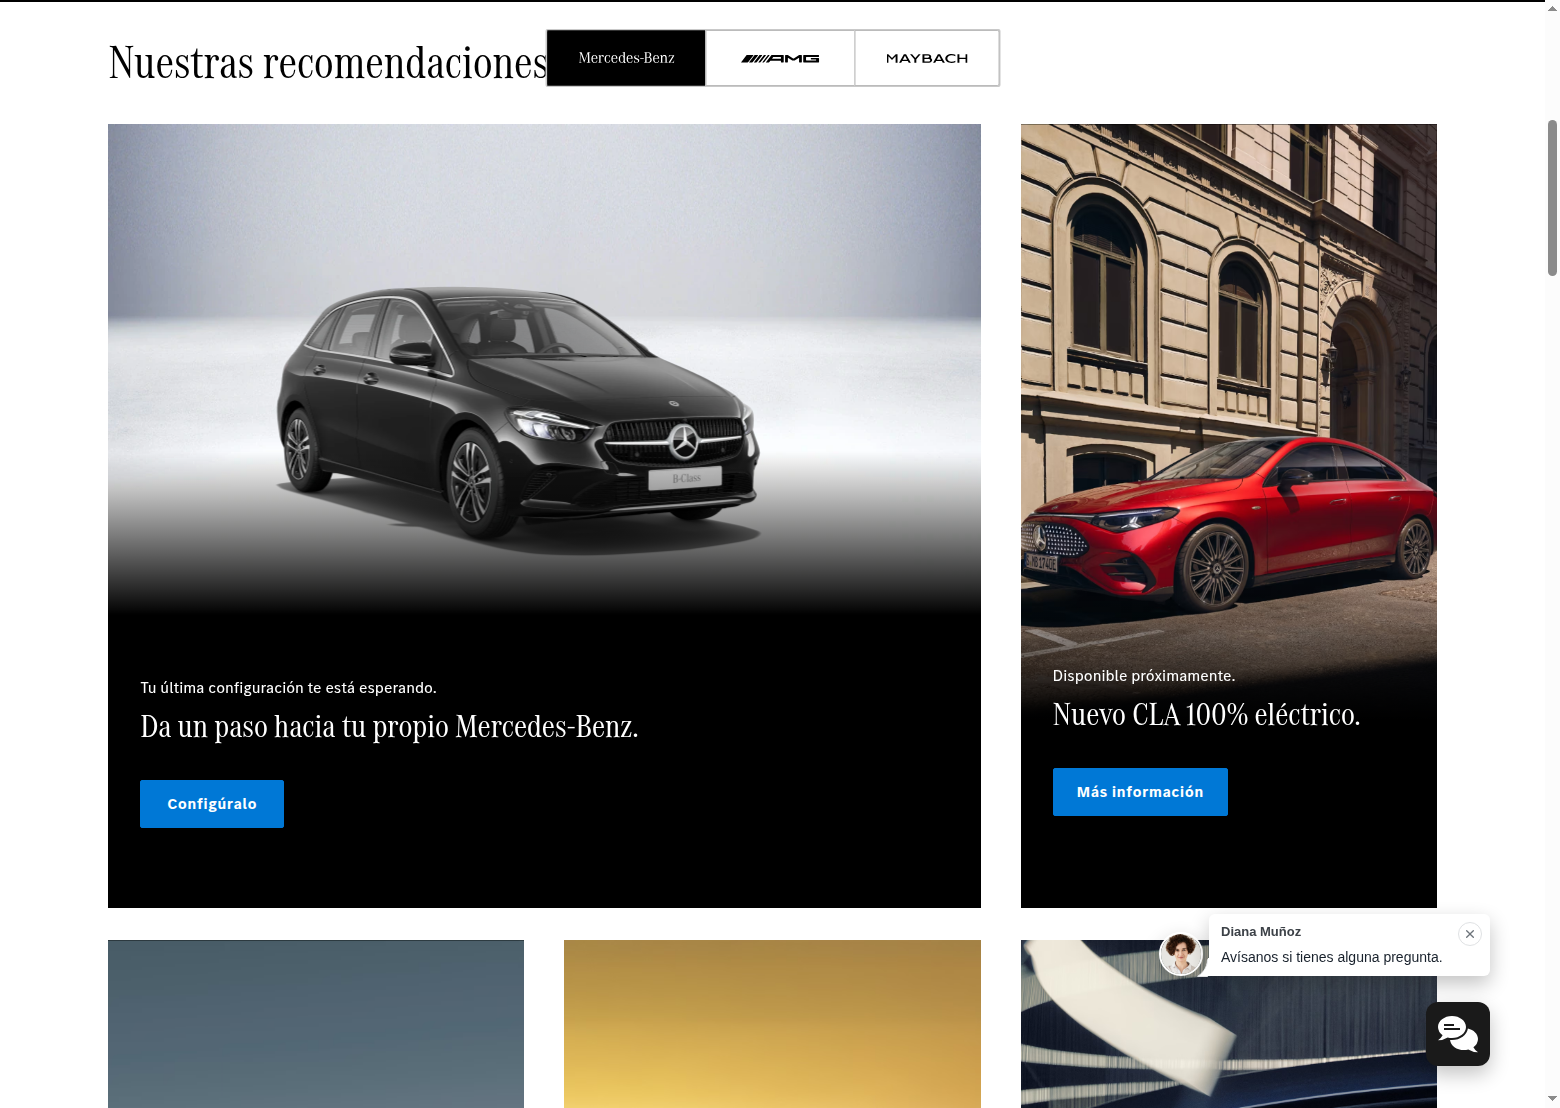 Nuestras recomendaciones
Mercedes-Benz
AMG
MAYBACH
B-Class
Tu última configuración te está esperando.
Da un paso hacia tu propio Mercedes-Benz.
Configúralo
Disponible próximamente.
Nuevo CLA 100% eléctrico.
Más información
Diana Muñoz
Avísanos si tienes alguna pregunta.